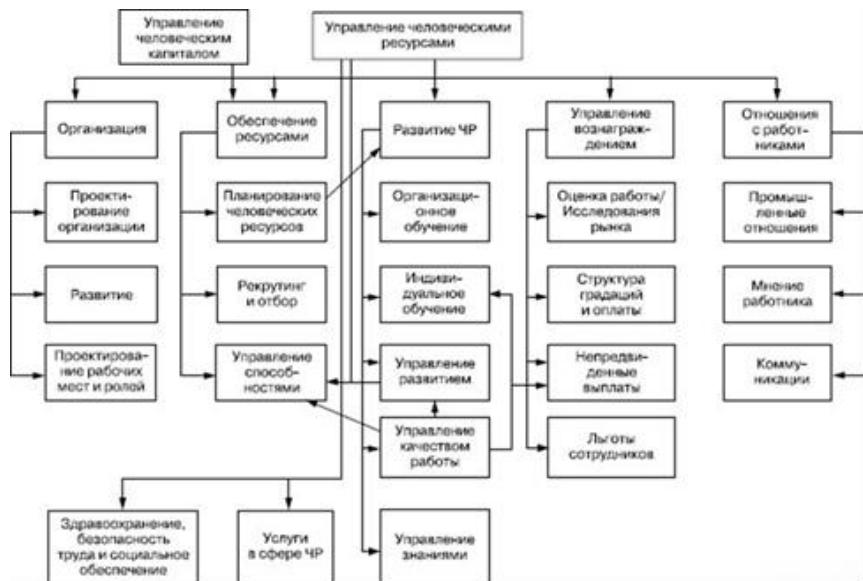 Управление
человеческим
капиталом
Управление человеческими
ресурсами
Организация
Обеспечение
ресурсами
Развитие ЧР
Управление
вознаграж-
дением
Отношения
с работ-
никами
Проекти-
рование
организации
Планирование
человеческих
ресурсов
Организаци-
онное
обучение
Оценка работы/
Исследования
рынка
Промыш-
ленные
отношения
Развитие
Рекрутинг
и отбор
Индиви-
дуальное
обучение
Структура
градаций
и оплаты
Мнение
работника
Проектирова-
ние рабочих
мест и ролей
Управление
способ-
ностями
Управление
развитием
Непредви-
денные
выплаты
Комму-
никации
Управление
качеством
работы
Льготы
сотрудников
Здравоохранение,
безопасность
труда и социальное
обеспечение
Услуги
в сфере ЧР
Управление
знаниями